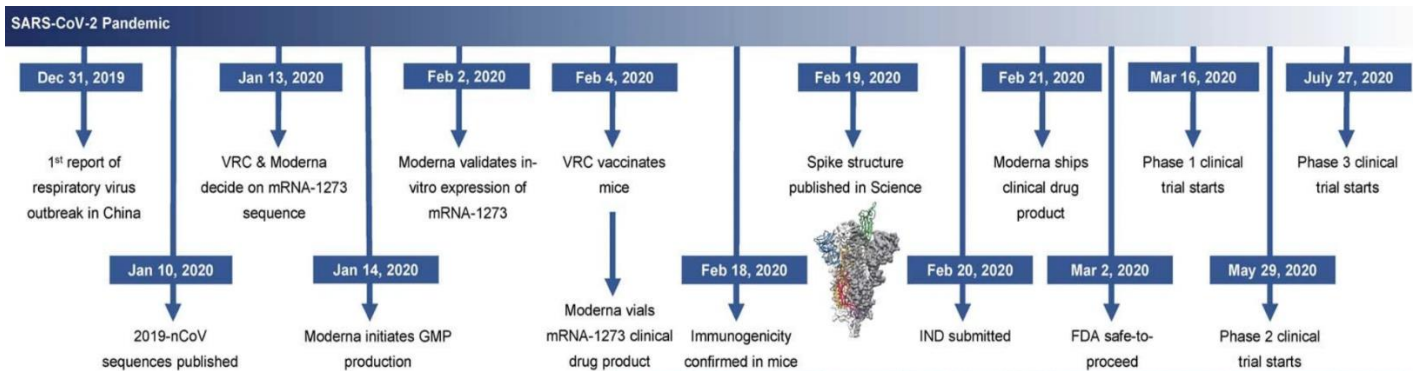 SARS-CoV-2 Pandemic
Dec 31, 2019
1st report of
respiratory virus
outbreak in China
Jan 10, 2020
2019-nCoV
sequences published
Jan 13, 2020
VRC & Moderna
decide on mRNA-1273
sequence
Jan 14, 2020
Moderna initiates GMP
production
Feb 2, 2020
Moderna validates in-
vitro expression of
mRNA-1273
Feb 4, 2020
VRC vaccinates
mice
Moderna vials
mRNA-1273 clinical
drug product
Feb 18, 2020
Immunogenicity
confirmed in mice
Feb 19, 2020
Spike structure
published in Science
Feb 20, 2020
IND submitted
Feb 21, 2020
Moderna ships
clinical drug
product
Mar 2, 2020
FDA safe-to-
proceed
Mar 16, 2020
Phase 1 clinical
trial starts
May 29, 2020
Phase 2 clinical
trial starts
July 27, 2020
Phase 3 clinical
trial starts